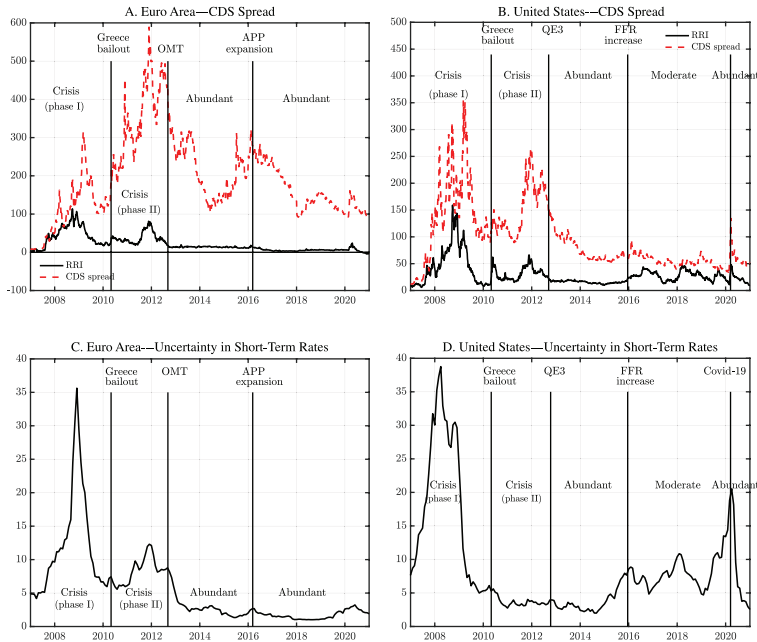 A. Euro Area—CDS Spread
600
500
400
300
200
100
0
-100
Greece
bailout
OMT
APP
expansion
Crisis
(phase I)
Abundant
Abundant
Crisis
(phase II)
RRI
CDS spread
2008 2010 2012 2014 2016 2018 2020
B. United States---CDS Spread
500
450
400
350
300
250
200
150
100
50
0
Greece
bailout
QE3
FFR
increase
RRI
CDS spread
Crisis
(phase I)
Crisis
(phase II)
Abundant
Moderate
Abundant
2008 2010 2012 2014 2016 2018 2020
C. Euro Area---Uncertainty in Short-Term Rates
40
35
30
25
20
15
10
5
0
Greece
bailout
OMT
APP
expansion
Crisis
(phase I)
Crisis
(phase II)
Abundant
Abundant
2008 2010 2012 2014 2016 2018 2020
D. United States—Uncertainty in Short-Term Rates
40
35
30
25
20
15
10
5
0
Greece
bailout
QE3
FFR
increase
Covid-19
Crisis
(phase I)
Crisis
(phase II)
Abundant
Moderate
Abundant
2008 2010 2012 2014 2016 2018 2020